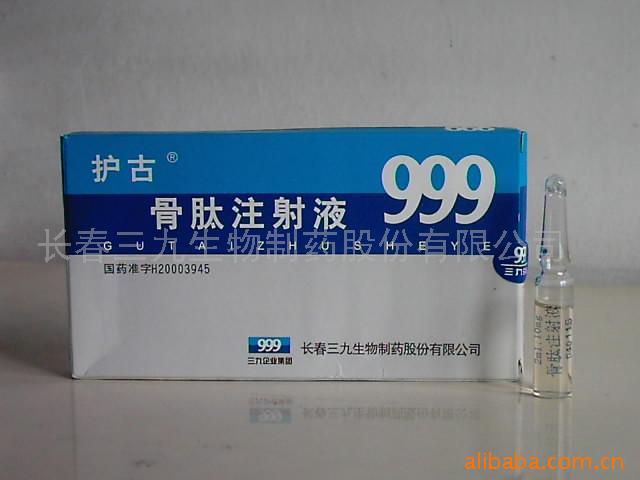 护古®
999
骨肽注射液
GUTAIZHUSHEYE
国药准字H20003945
999
三九企业集团
长春三九生物制药股份有限公司
2ml:10mg
骨肽注射液
长春三九生物制药股份有限公司
alibaba.com.cn